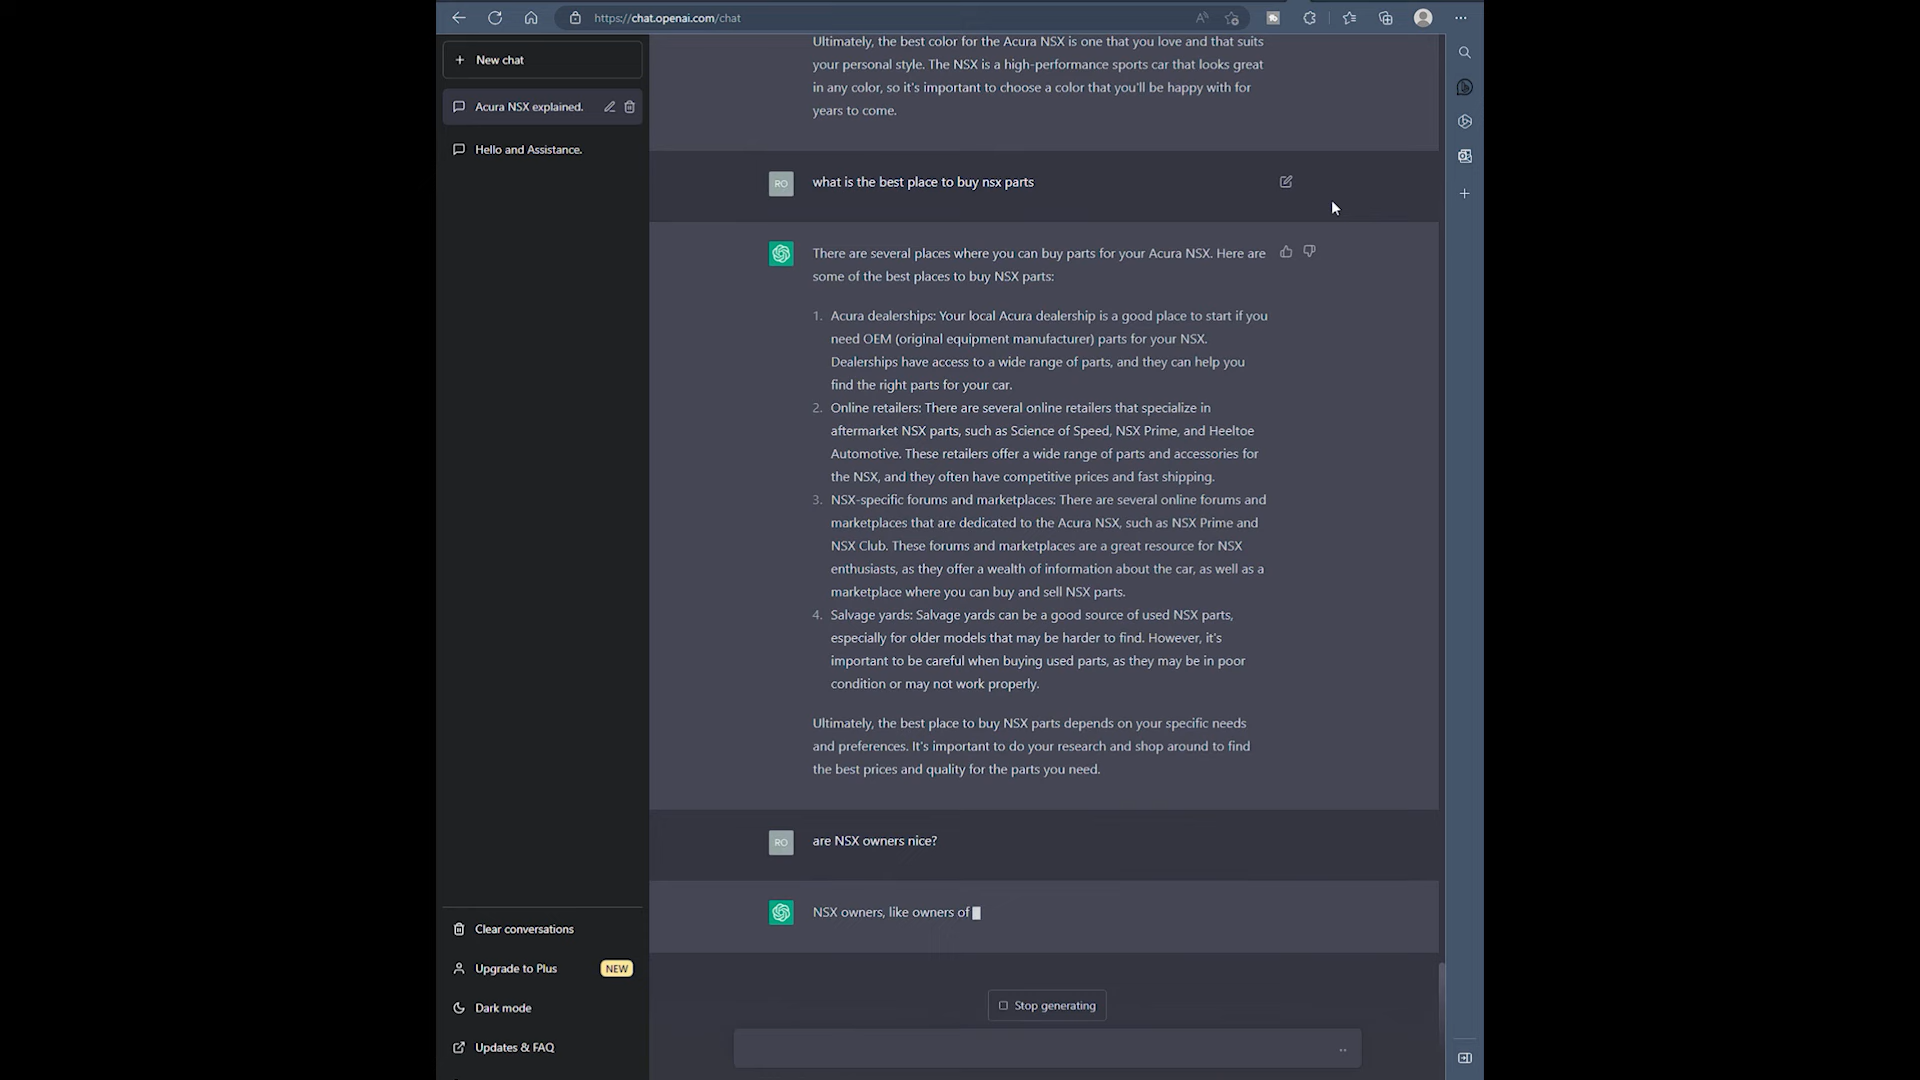 https://chat.openai.com/chat
New chat
Acura NSX explained.
Hello and Assistance.
Ultimately, the best color for the Acura NSX is one that you love and that suits
your personal style. The NSX is a high-performance sports car that looks great
in any color, so it's important to choose a color that you'll be happy with for
years to come.
RO
what is the best place to buy nsx parts
There are several places where you can buy parts for your Acura NSX. Here are
some of the best places to buy NSX parts:
1. Acura dealerships: Your local Acura dealership is a good place to start if you
need OEM (original equipment manufacturer) parts for your NSX.
Dealerships have access to a wide range of parts, and they can help you
find the right parts for your car.
2. Online retailers: There are several online retailers that specialize in
aftermarket NSX parts, such as Science of Speed, NSX Prime, and Heeltoe
Automotive. These retailers offer a wide range of parts and accessories for
the NSX, and they often have competitive prices and fast shipping.
3. NSX-specific forums and marketplaces: There are several online forums and
marketplaces that are dedicated to the Acura NSX, such as NSX Prime and
NSX Club. These forums and marketplaces are a great resource for NSX
enthusiasts, as they offer a wealth of information about the car, as well as a
marketplace where you can buy and sell NSX parts.
4. Salvage yards: Salvage yards can be a good source of used NSX parts,
especially for older models that may be harder to find. However, it's
important to be careful when buying used parts, as they may be in poor
condition or may not work properly.
Ultimately, the best place to buy NSX parts depends on your specific needs
and preferences. It's important to do your research and shop around to find
the best prices and quality for the parts you need.
RO
are NSX owners nice?
NSX owners, like owners of
Stop generating
Clear conversations
Upgrade to Plus NEW
Dark mode
Updates & FAQ